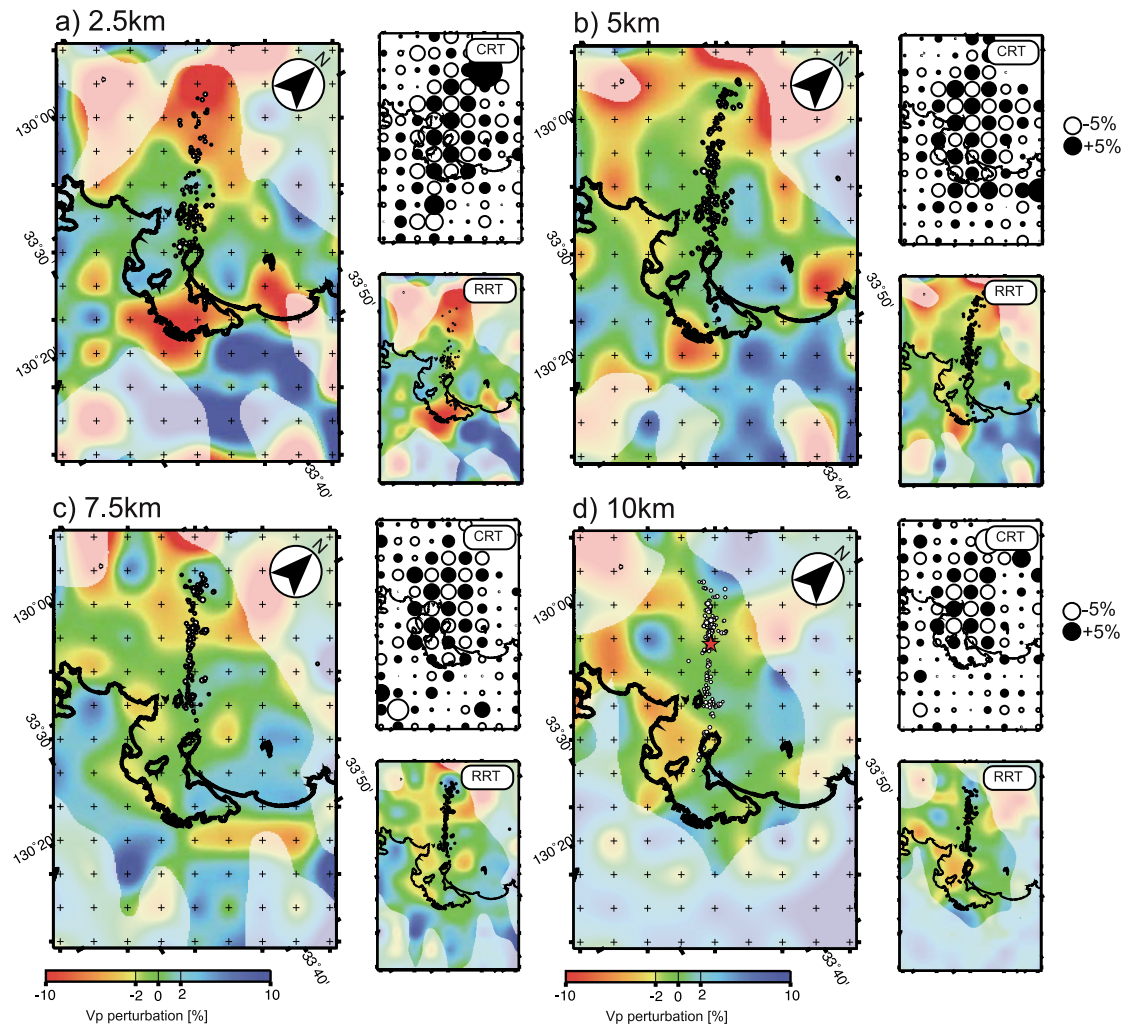 a) 2.5km
N
130° 00'
33°30'
130°20'
33°40'
CRT
33°50'
RRT
b) 5km
N
130° 00'
33°30'
130°20'
33°40'
CRT
-5%
+5%
33°50'
RRT
c) 7.5km
N
130° 00'
33°30'
130°20'
33°40'
CRT
33°50'
RRT
-10 -2 0 2 10
Vp perturbation [%]
d) 10km
N
130° 00'
33°30'
130°20'
33°40'
CRT
-5%
+5%
RRT
-10 -2 0 2 10
Vp perturbation [%]